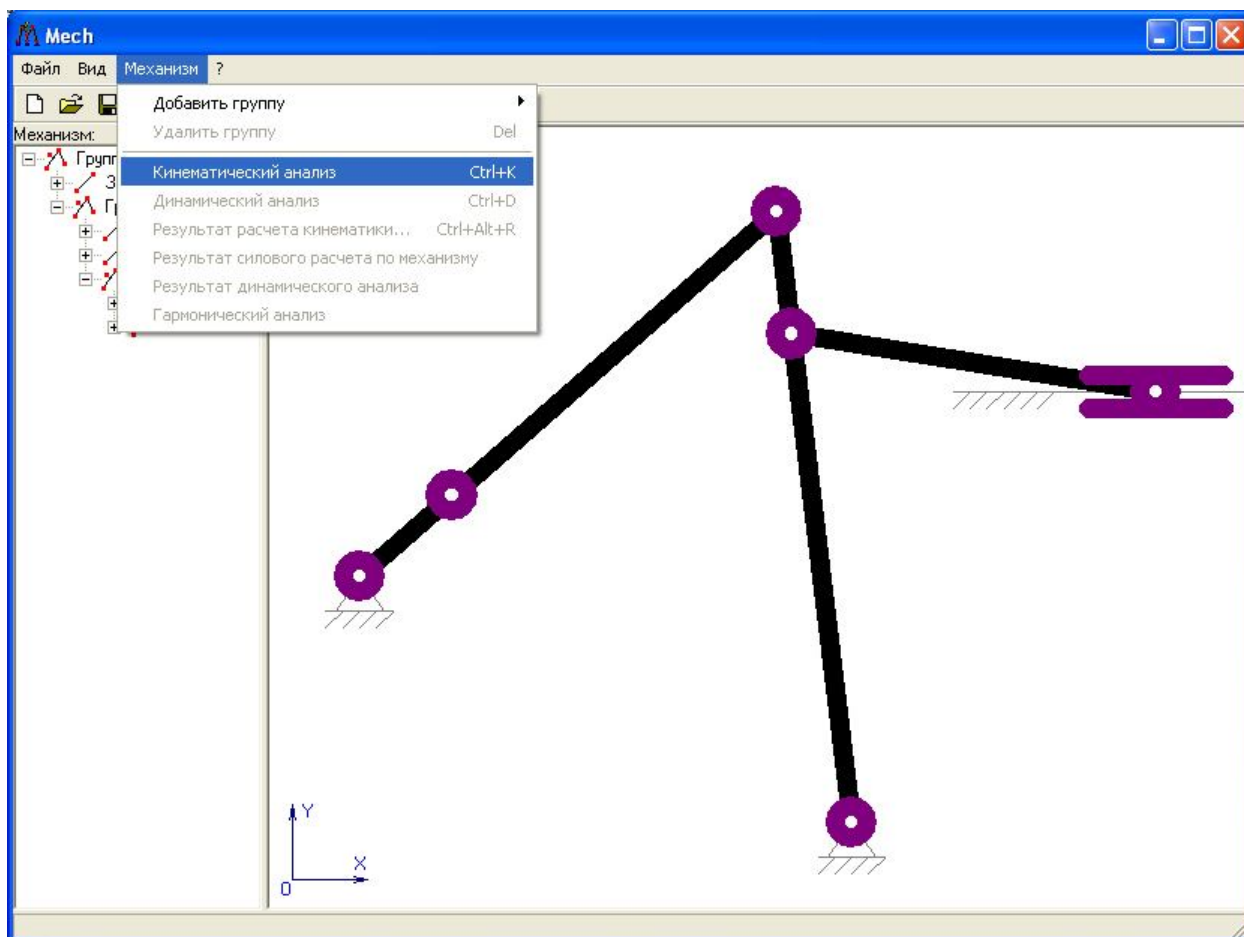 Mech
Файл Вид Механизм ?
Добавить группу
Удалить группу Del
Механизм:
Кинематический анализ Ctrl+K
Динамический анализ Ctrl+D
Результат расчета кинематики... Ctrl+Alt+R
Результат силового расчета по механизму
Результат динамического анализа
Гармонический анализ
Y
X
0